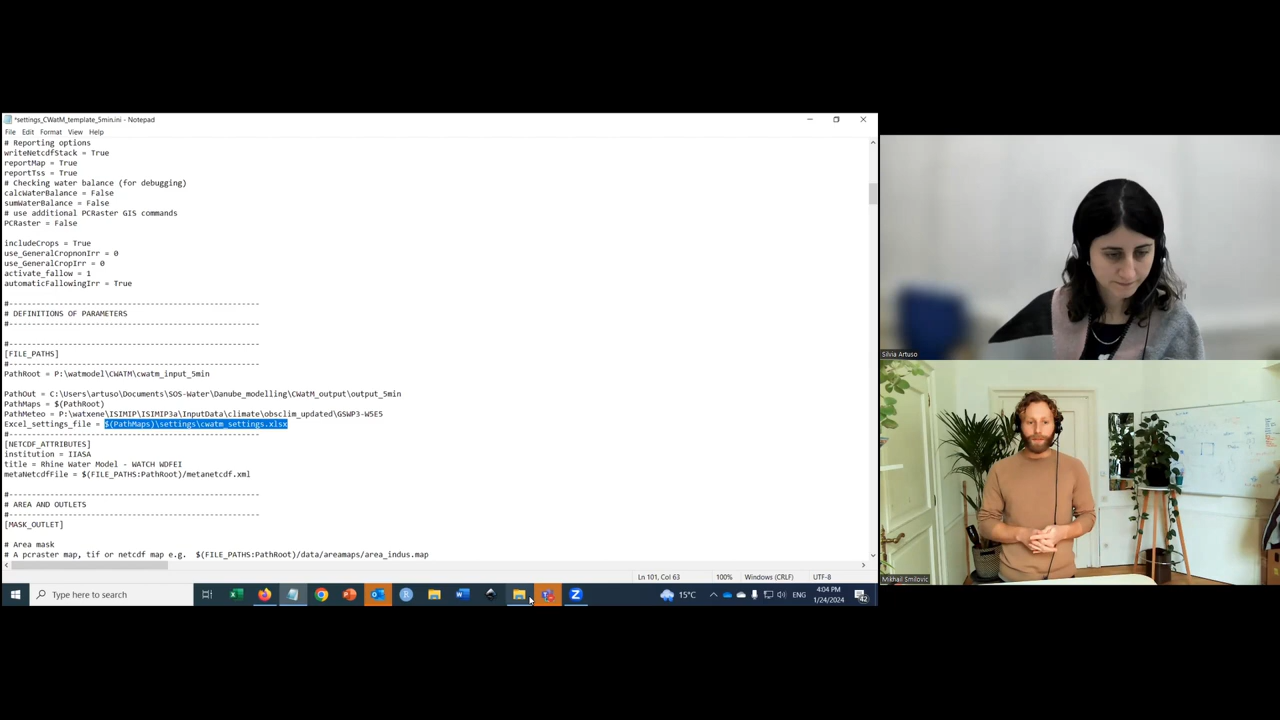 *settings_CWatM_template_5min.ini - Notepad
File Edit Format View Help
# Reporting options
writeNetcdfStack = True
reportMap = True
reportTss = True
# Checking water balance (for debugging)
calcWaterBalance = False
sumWaterBalance = False
# use additional PCRaster GIS commands
PCRaster = False
includeCrops = True
use_GeneralCropnonIrr = 0
use_GeneralCropIrr = 0
activate_fallow = 1
automaticFallowingIrr = True
#-------------------------------------------------------
# DEFINITIONS OF PARAMETERS
#-------------------------------------------------------
#-------------------------------------------------------
[FILE_PATHS]
#-------------------------------------------------------
PathRoot = P:\watmodel\CWATM\cwatm_input_5min
PathOut = C:\Users\artuso\Documents\SOS-Water\Danube_modelling\CWatM_output\output_5min
PathMaps = $(PathRoot)
PathMeteo = P:\watxene\ISIMIP\ISIMIP3a\InputData\climate\obsclim_updated\GSWP3-W5E5
Excel_settings_file = $(PathMaps)\settings\cwatm_settings.xlsx
#-------------------------------------------------------
[NETCDF_ATTRIBUTES]
institution = IIASA
title = Rhine Water Model - WATCH WDFEI
metaNetcdfFile = $(FILE_PATHS:PathRoot)/metanetcdf.xml
#-------------------------------------------------------
# AREA AND OUTLETS
#-------------------------------------------------------
[MASK_OUTLET]
# Area mask
# A pcraster map, tif or netcdf map e.g. $(FILE_PATHS:PathRoot)/data/areamaps/area_indus.map
Ln 101, Col 63 100% Windows (CRLF) UTF-8
Type here to search
15°C ENG
4:04 PM
1/24/2024
42
Silvia Artuso
Mikhail Smilovic